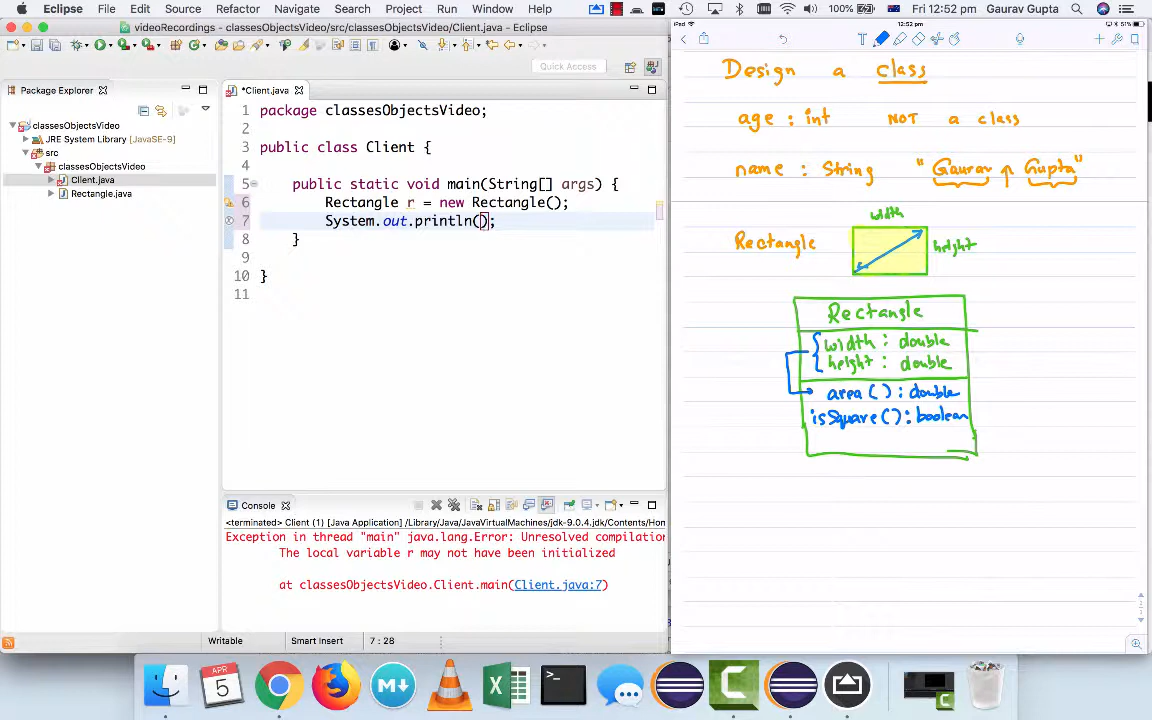 Eclipse File Edit Source Refactor Navigate Search Project Run Window Help 100% Fri 12:52 pm Gaurav Gupta
videoRecordings - classesObjectsVideo/src/classesObjectsVideo/Client.java - Eclipse
iPad 12:52 pm 51%
Quick Access
Package Explorer
classesObjectsVideo
JRE System Library [JavaSE-9]
src
classesObjectsVideo
Client.java
Rectangle.java
*Client.java
1 package classesObjectsVideo;
2
3 public class Client {
4
5 public static void main(String[] args) {
6 Rectangle r = new Rectangle();
7 System.out.println();
8 }
9
10 }
11
Console
<terminated> Client (1) [Java Application] /Library/Java/JavaVirtualMachines/jdk-9.0.4.jdk/Contents/Hom
Exception in thread "main" java.lang.Error: Unresolved compilation
The local variable r may not have been initialized
at classesObjectsVideo.Client.main(Client.java:7)
Writable Smart Insert 7 : 28
T
Design a class
age : int NOT a class
name : String "Gaurav Gupta"
width
Rectangle height
Rectangle
width : double
height : double
area () : double
isSquare () : boolean
APR
5
M↓
X
>_
C
C